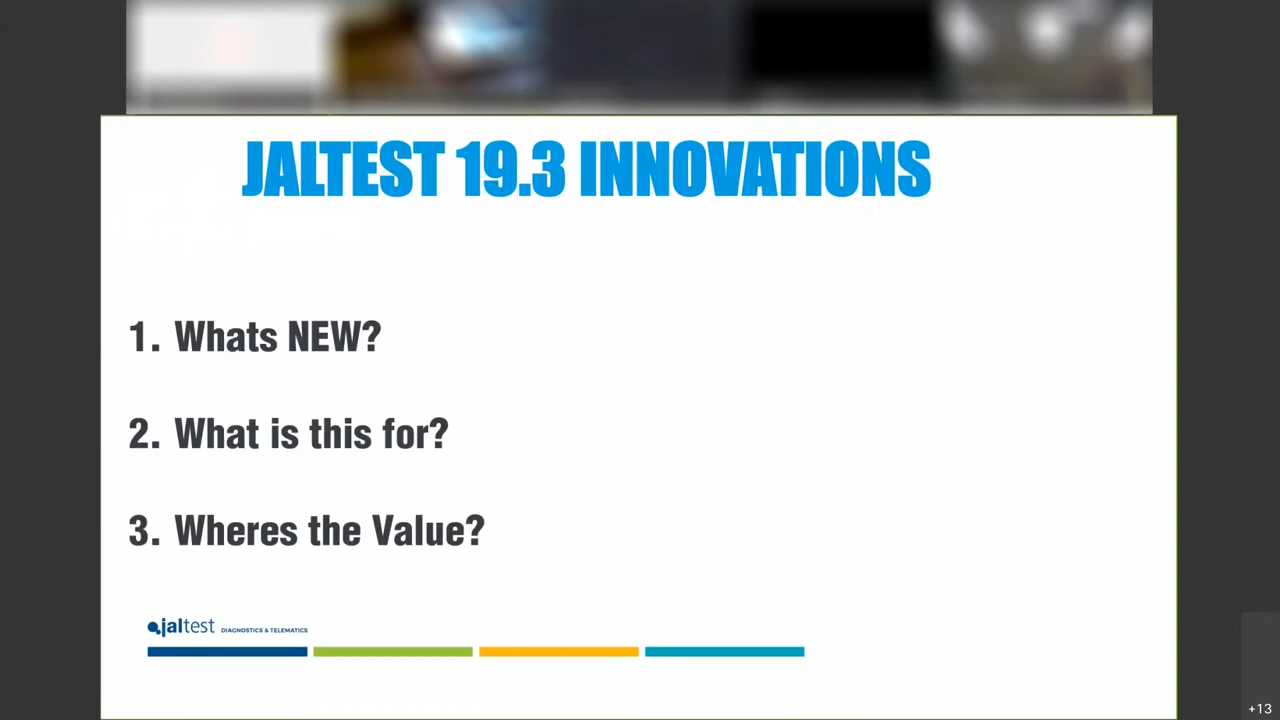 JALTEST 19.3 INNOVATIONS
1. Whats NEW?
2. What is this for?
3. Wheres the Value?
jaltest DIAGNOSTICS & TELEMATICS
+13